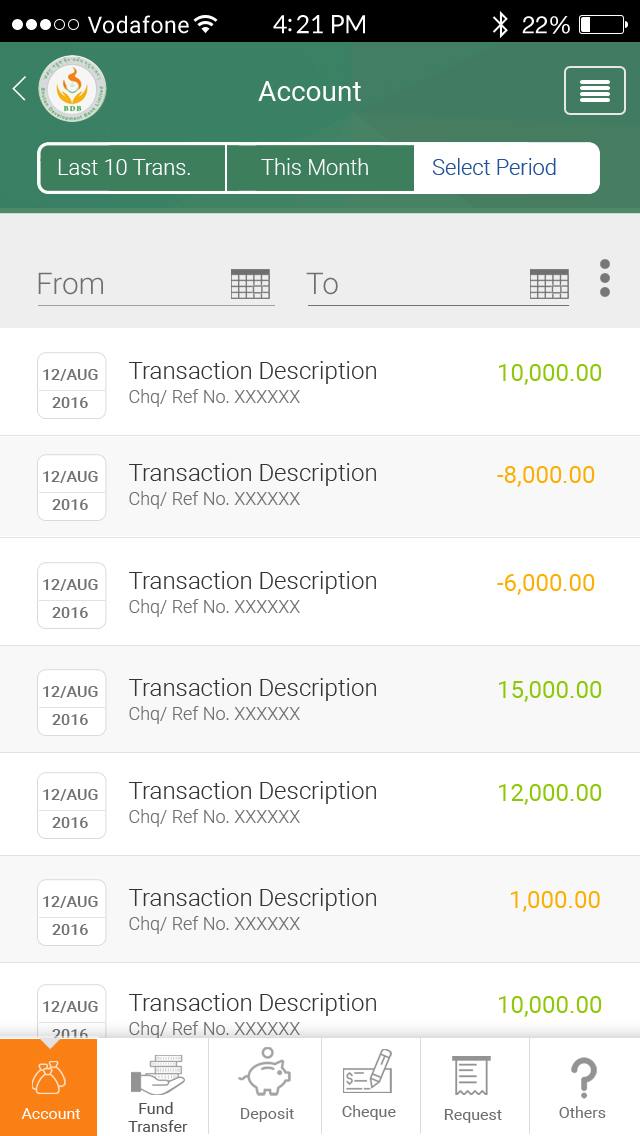 Vodafone 4:21 PM 22%
BDB
Account
Last 10 Trans. This Month Select Period
From To
12/AUG Transaction Description 10,000.00
2016 Chq/ Ref No. XXXXXX
12/AUG Transaction Description -8,000.00
2016 Chq/ Ref No. XXXXXX
12/AUG Transaction Description -6,000.00
2016 Chq/ Ref No. XXXXXX
12/AUG Transaction Description 15,000.00
2016 Chq/ Ref No. XXXXXX
12/AUG Transaction Description 12,000.00
2016 Chq/ Ref No. XXXXXX
12/AUG Transaction Description 1,000.00
2016 Chq/ Ref No. XXXXXX
12/AUG Transaction Description 10,000.00
2016 Chq/ Ref No. XXXXXX
Account Fund Transfer Deposit Cheque Request Others